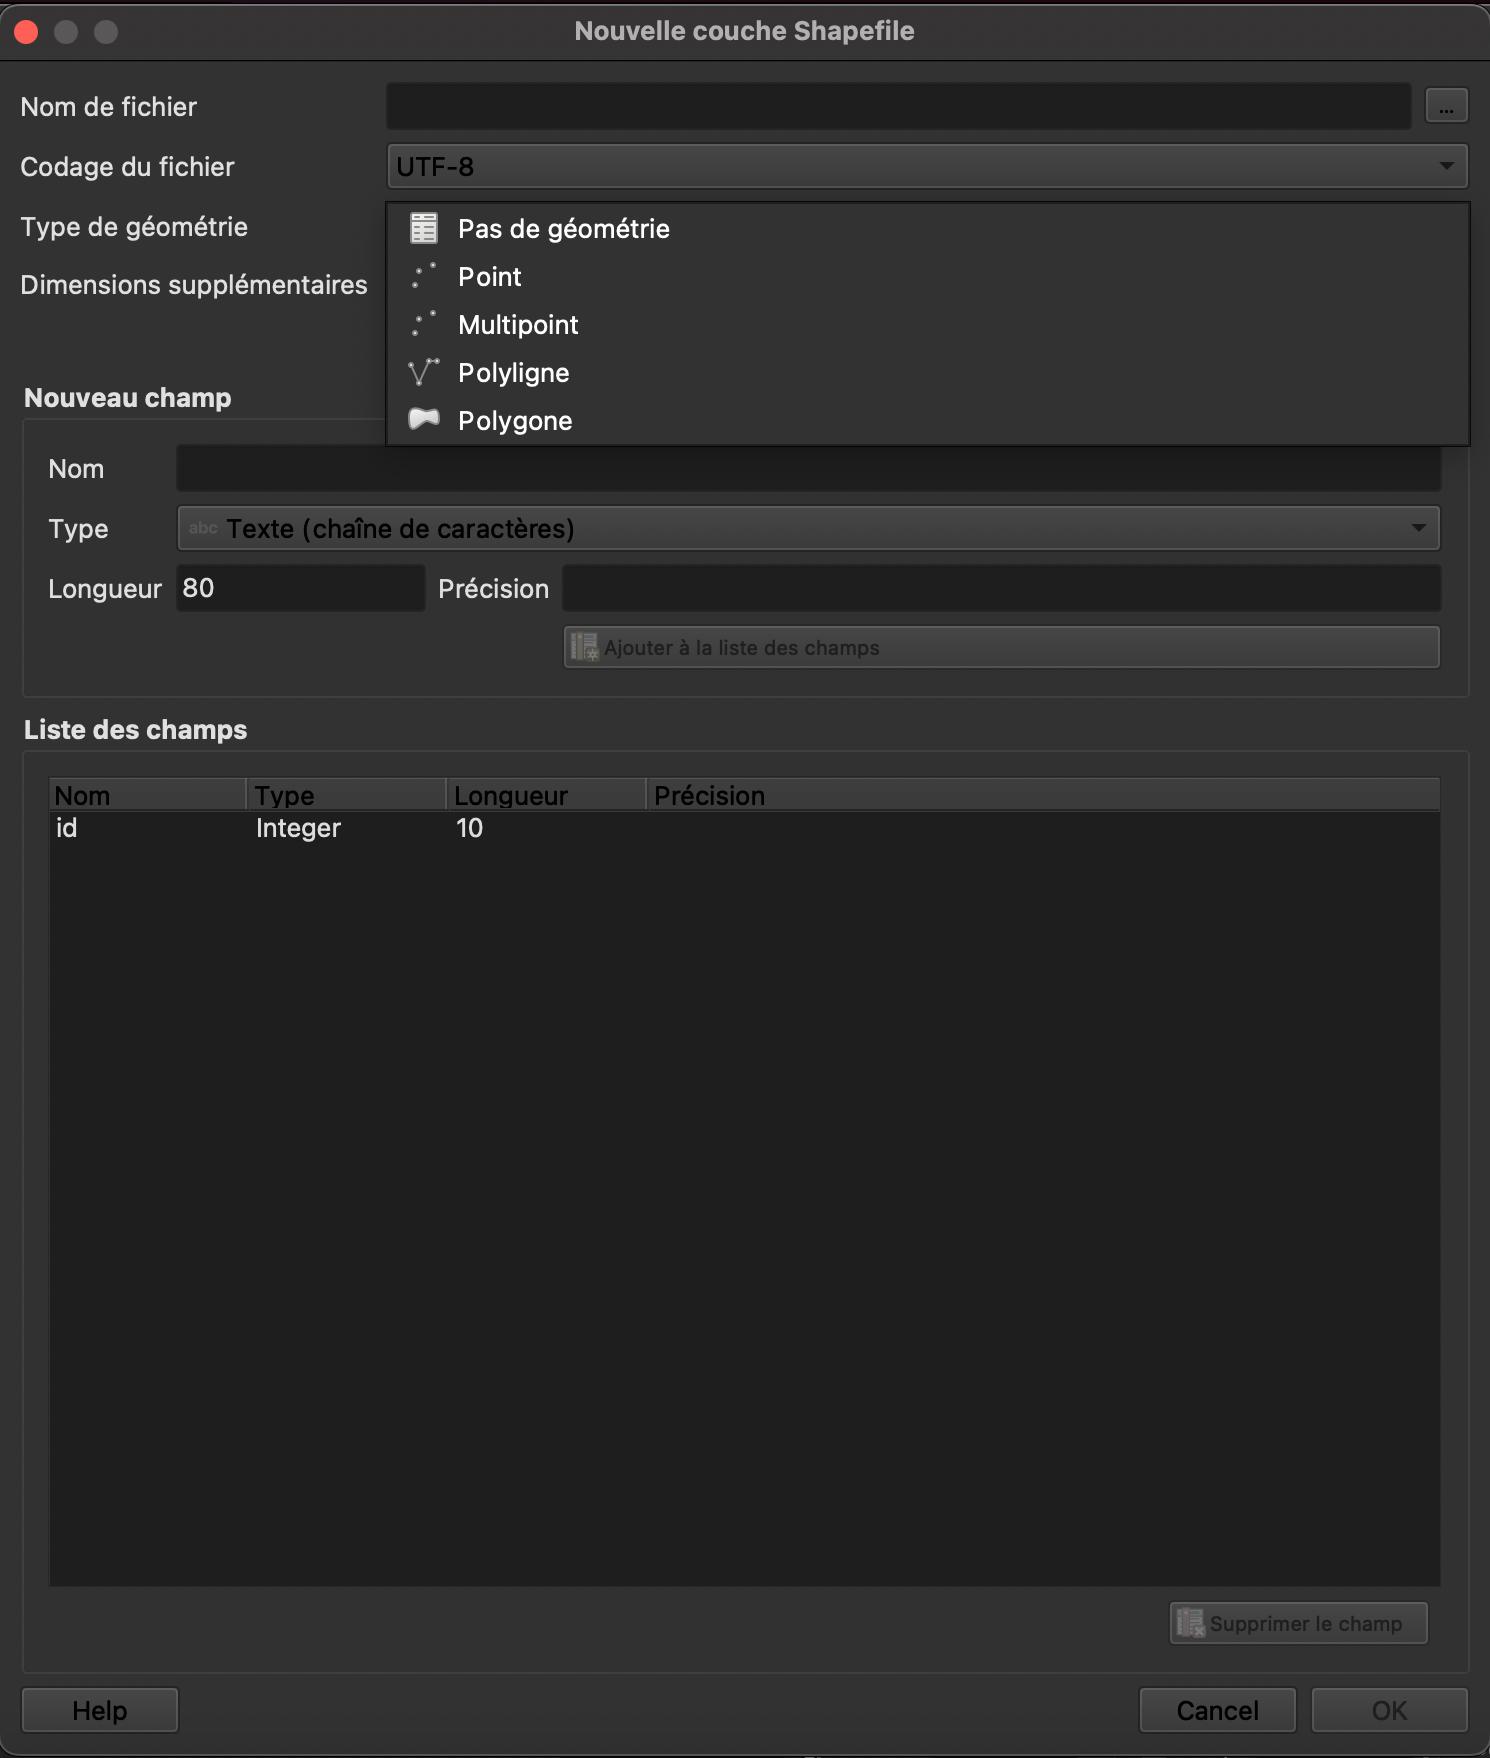 Nouvelle couche Shapefile
Nom de fichier
...
Codage du fichier UTF-8
Type de géométrie
Pas de géométrie
Point
Dimensions supplémentaires
Multipoint
Polyligne
Polygone
Nouveau champ
Nom
Type abc Texte (chaîne de caractères)
Longueur 80 Précision
Ajouter à la liste des champs
Liste des champs
Nom Type Longueur Précision
id Integer 10
Supprimer le champ
Help Cancel OK